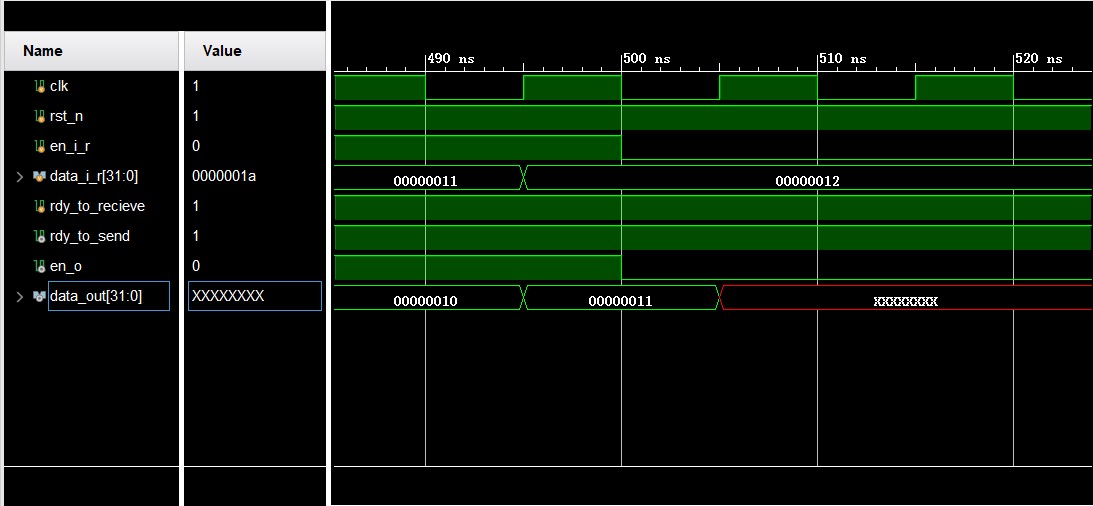 Name Value
490 ns 500 ns 510 ns 520 ns
clk 1
rst_n 1
en_i_r 0
data_i_r[31:0] 0000001a 00000011 00000012
rdy_to_recieve 1
rdy_to_send 1
en_o 0
data_out[31:0] XXXXXXXX 00000010 00000011 XXXXXXXX